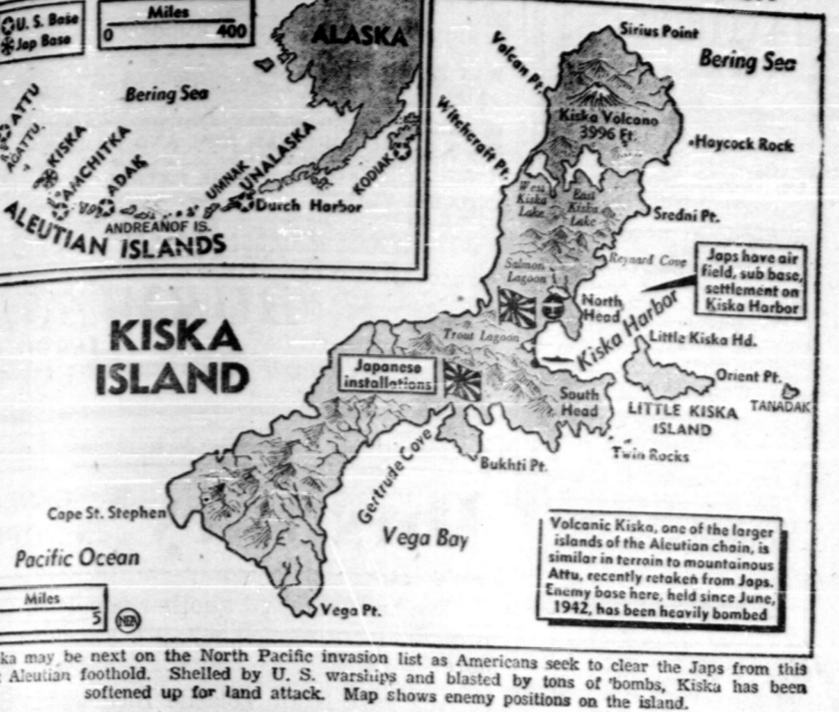 U. S. Base
Jap Base
Miles
0 400
ALASKA
Bering Sea
ATTU
AGATTU
KISKA
AMCHITKA
ADAK
UMNAK
UNALASKA
KODIAK
Dutch Harbor
ANDREANOF IS.
ALEUTIAN ISLANDS
Sirius Point
Volcan Pt.
Bering Sea
Kiska Volcano
3996 Ft.
Haycock Rock
Witchcraft Pt.
West
Kiska
Lake
East
Kiska
Lake
Sredni Pt.
Salmon
Lagoon
Reynard Cove
Japs have air
field, sub base,
settlement on
Kiska Harbor
North
Head
Kiska Harbor
KISKA
ISLAND
Trout Lagoon
Little Kiska Hd.
Japanese
installations
Orient Pt.
South
Head
LITTLE KISKA
ISLAND
TANADAK
Twin Rocks
Gertrude Cove
Bukhti Pt.
Cape St. Stephen
Vega Bay
Pacific Ocean
Volcanic Kiska, one of the larger
islands of the Aleutian chain, is
similar in terrain to mountainous
Attu, recently retaken from Japs.
Enemy base here, held since June,
1942, has been heavily bombed
Miles
5
NEA
Vega Pt.
ka may be next on the North Pacific invasion list as Americans seek to clear the Japs from this
Aleutian foothold. Shelled by U. S. warships and blasted by tons of bombs, Kiska has been
softened up for land attack. Map shows enemy positions on the island.